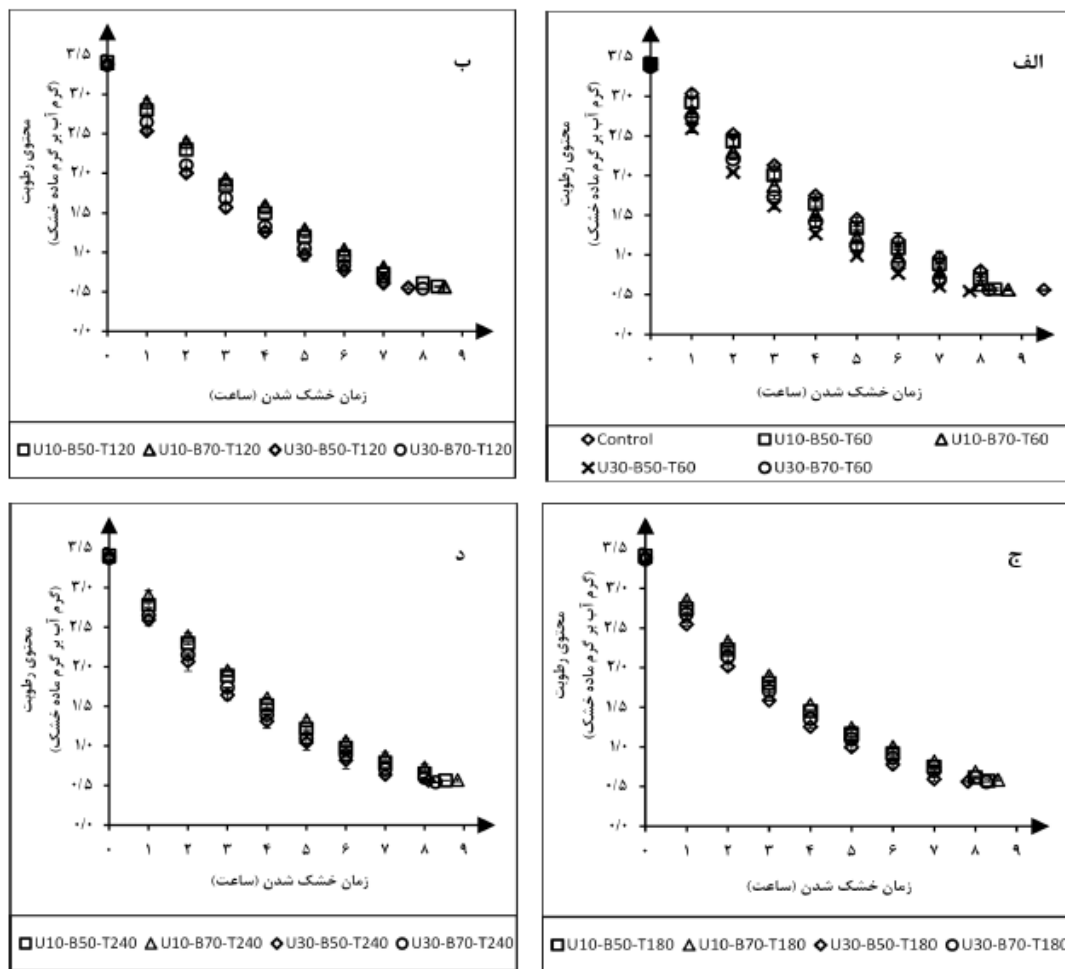 الف
محتوی رطوبت
(گرم آب بر گرم ماده خشک)
۳/۵
۳/۰
۲/۵
۲/۰
۱/۵
۱/۰
۰/۵
۰/۰
۰ ۱ ۲ ۳ ۴ ۵ ۶ ۷ ۸ ۹
زمان خشک شدن (ساعت)
Control U10-B50-T60 U10-B70-T60
U30-B50-T60 U30-B70-T60
ب
محتوی رطوبت
(گرم آب بر گرم ماده خشک)
۳/۵
۳/۰
۲/۵
۲/۰
۱/۵
۱/۰
۰/۵
۰/۰
۰ ۱ ۲ ۳ ۴ ۵ ۶ ۷ ۸ ۹
زمان خشک شدن (ساعت)
U10-B50-T120 U10-B70-T120 U30-B50-T120 U30-B70-T120
ج
محتوی رطوبت
(گرم آب بر گرم ماده خشک)
۳/۵
۳/۰
۲/۵
۲/۰
۱/۵
۱/۰
۰/۵
۰/۰
۰ ۱ ۲ ۳ ۴ ۵ ۶ ۷ ۸ ۹
زمان خشک شدن (ساعت)
U10-B50-T180 U10-B70-T180 U30-B50-T180 U30-B70-T180
د
محتوی رطوبت
(گرم آب بر گرم ماده خشک)
۳/۵
۳/۰
۲/۵
۲/۰
۱/۵
۱/۰
۰/۵
۰/۰
۰ ۱ ۲ ۳ ۴ ۵ ۶ ۷ ۸ ۹
زمان خشک شدن (ساعت)
U10-B50-T240 U10-B70-T240 U30-B50-T240 U30-B70-T240